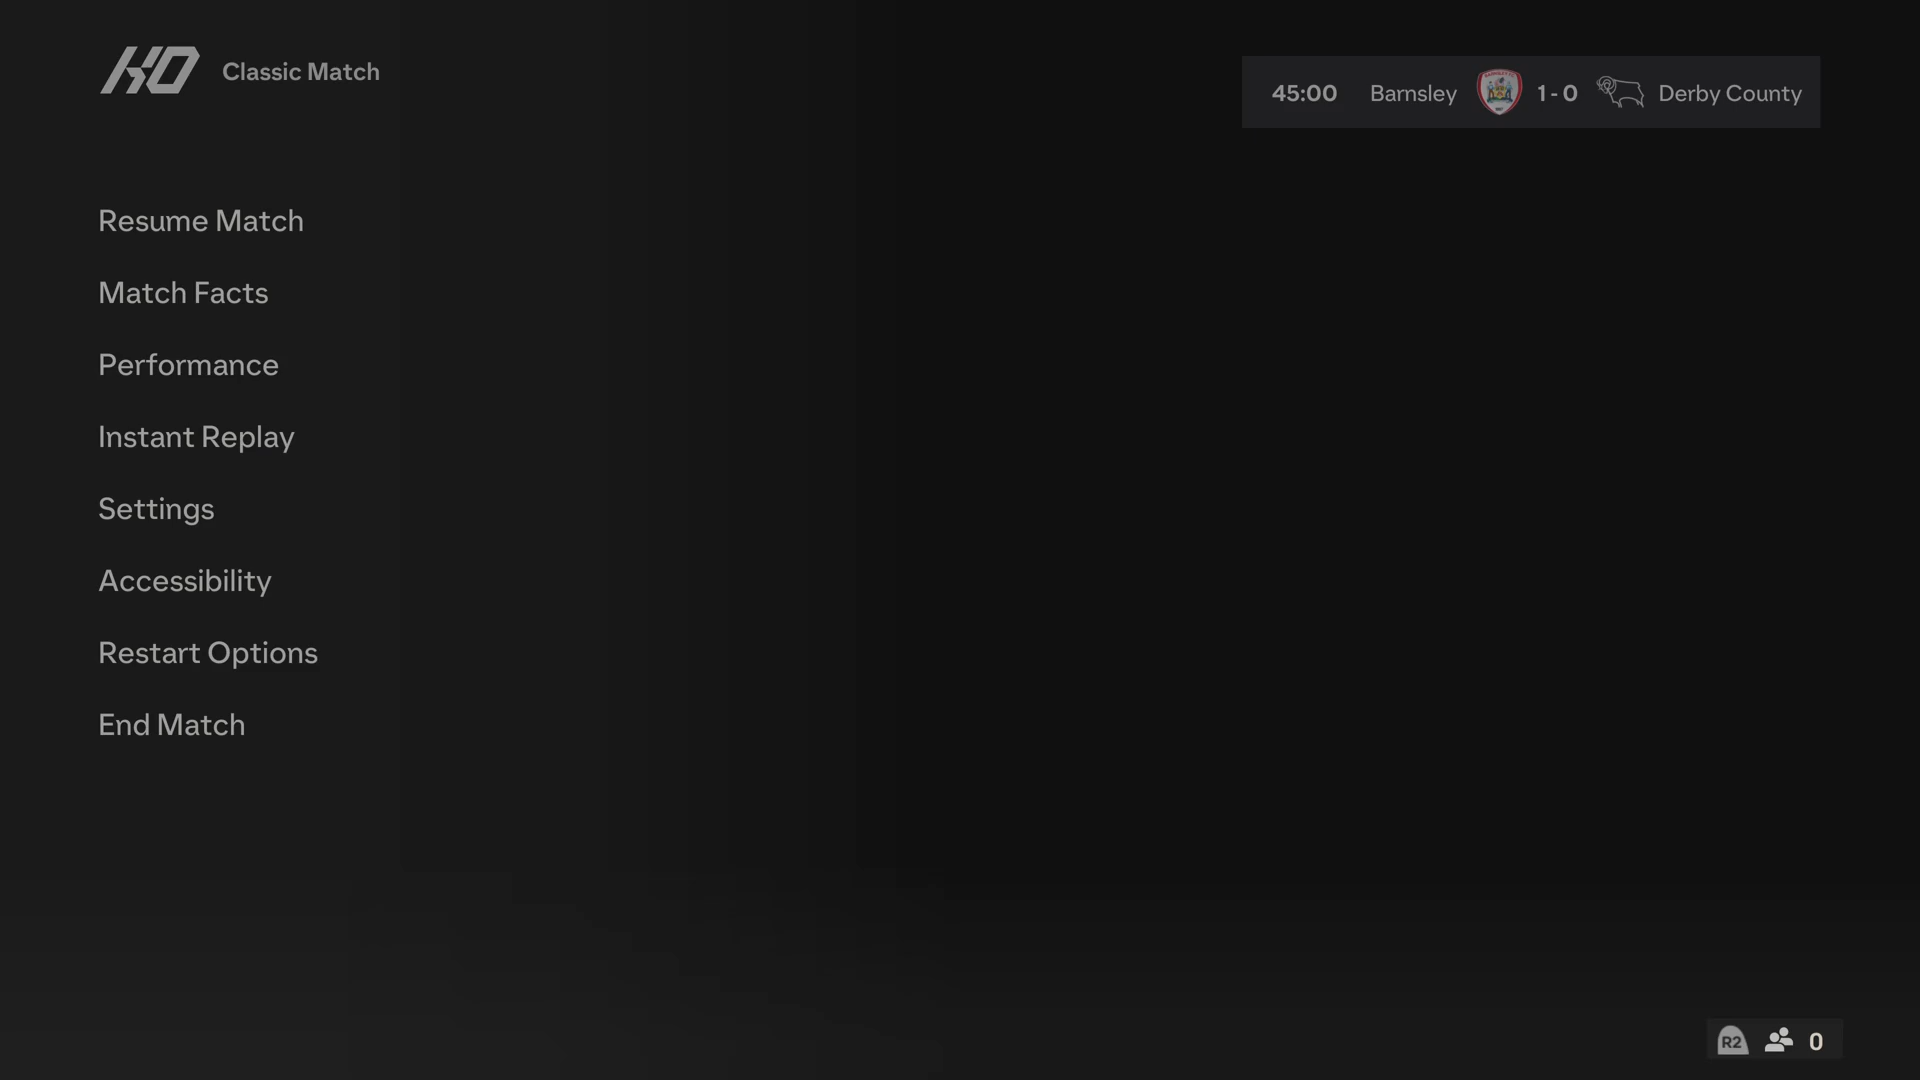 KO Classic Match
45:00 Barnsley 1 - 0 Derby County
Resume Match
Match Facts
Performance
Instant Replay
Settings
Accessibility
Restart Options
End Match
R2 0